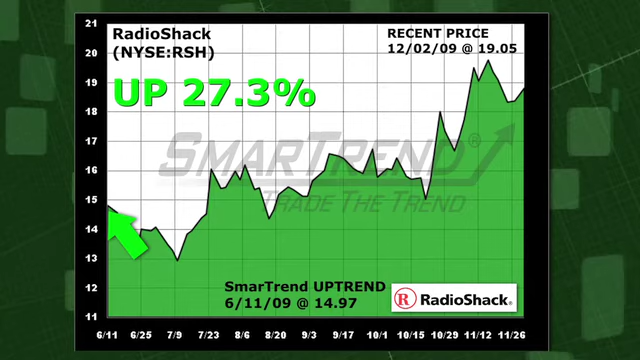 RadioShack
(NYSE:RSH)
UP 27.3%
RECENT PRICE
12/02/09 @ 19.05
SMARTREND®
TRADE THE TREND
SmarTrend UPTREND
6/11/09 @ 14.97
R RadioShack.
21
20
19
18
17
16
15
14
13
12
11
6/11 6/25 7/9 7/23 8/6 8/20 9/3 9/17 10/1 10/15 10/29 11/12 11/26